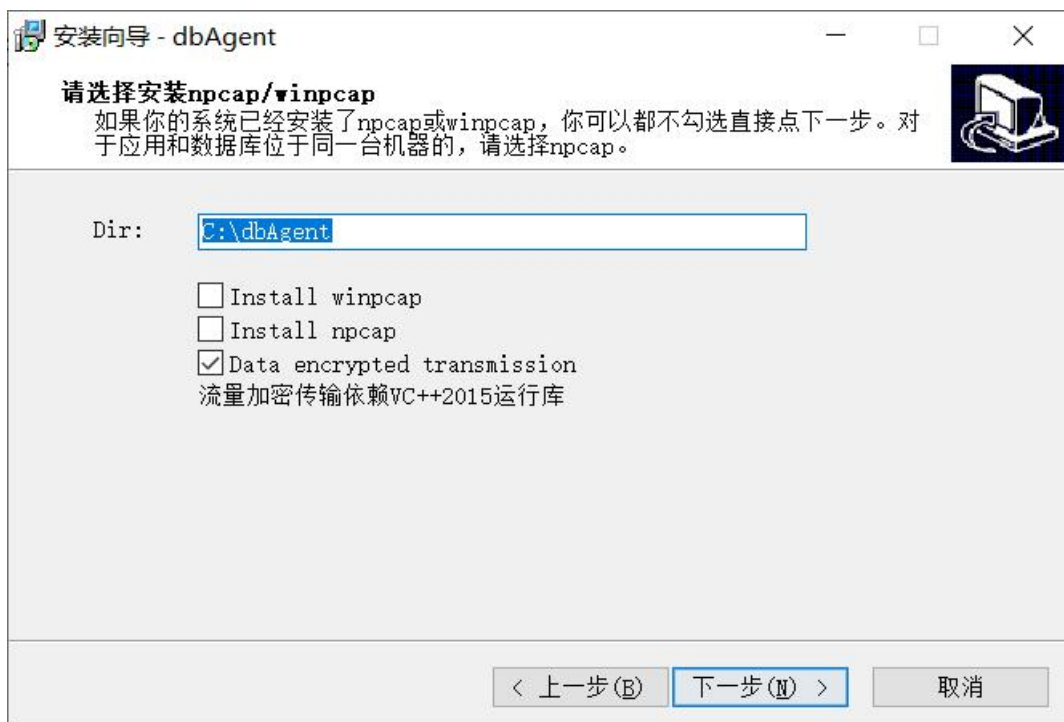 安装向导 - dbAgent
请选择安装npcap/winpcap
如果你的系统已经安装了npcap或winpcap，你可以都不勾选直接点下一步。对
于应用和数据库位于同一台机器的，请选择npcap。
Dir: C:\dbAgent
Install winpcap
Install npcap
Data encrypted transmission
流量加密传输依赖VC++2015运行库
< 上一步(B) 下一步(N) > 取消